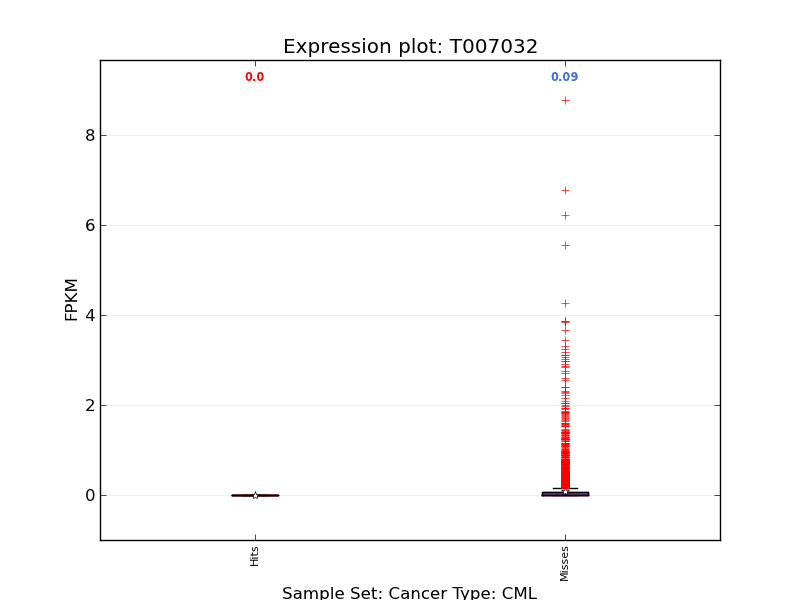 Expression plot: T007032
0.0
0.09
8
6
4
2
0
FPKM
Hits
Misses
Sample Set: Cancer Type: CML